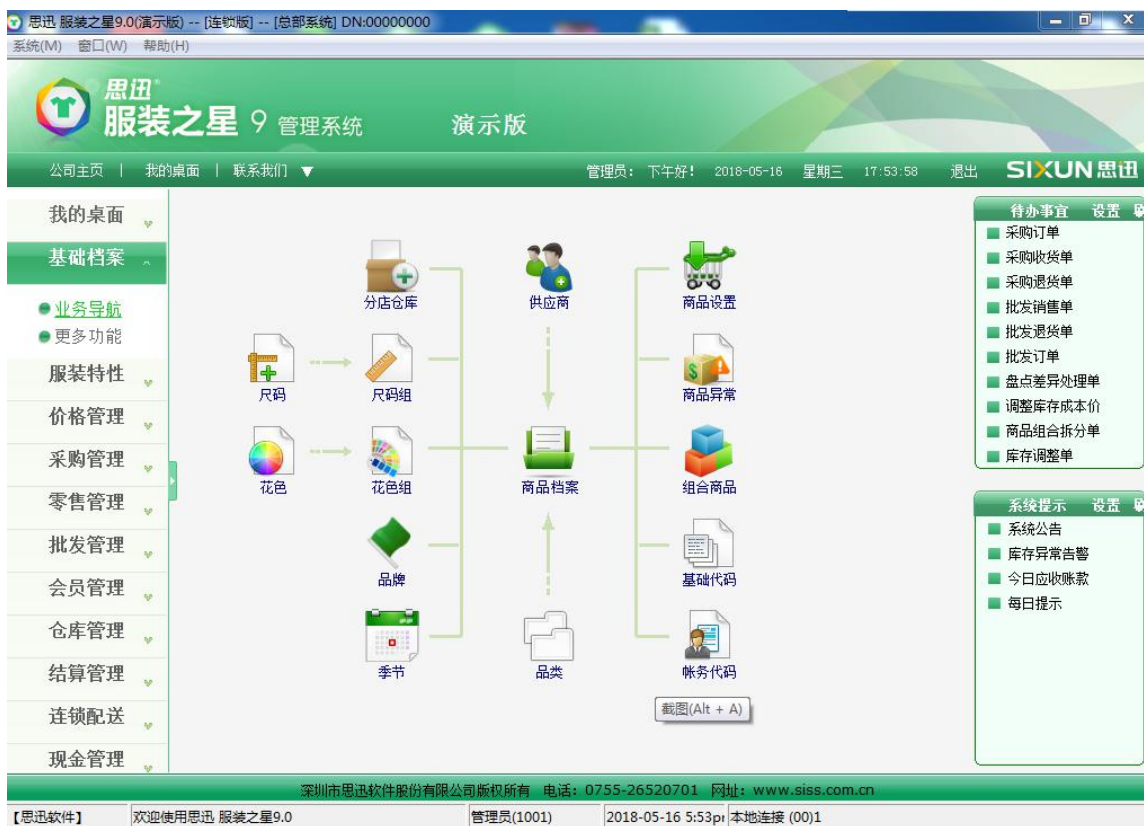 思迅 服装之星9.0(演示版) -- [连锁版] -- [总部系统] DN:00000000
系统(M) 窗口(W) 帮助(H)
思迅
服装之星 9 管理系统 演示版
公司主页 | 我的桌面 | 联系我们 ▼ 管理员: 下午好! 2018-05-16 星期三 17:53:58 退出 SIXUN思迅
我的桌面
基础档案
业务导航
更多功能
服装特性
价格管理
采购管理
零售管理
批发管理
会员管理
仓库管理
结算管理
连锁配送
现金管理
分店仓库 供应商 商品设置
尺码 尺码组 商品异常
花色 花色组 商品档案 组合商品
品牌 基础代码
季节 品类 帐务代码
截图(Alt + A)
待办事宜 设置
采购订单
采购收货单
采购退货单
批发销售单
批发退货单
批发订单
盘点差异处理单
调整库存成本价
商品组合拆分单
库存调整单
系统提示 设置
系统公告
库存异常告警
今日应收账款
每日提示
深圳市思迅软件股份有限公司版权所有 电话: 0755-26520701 网址: www.siss.com.cn
【思迅软件】 欢迎使用思迅 服装之星9.0 管理员(1001) 2018-05-16 5:53pm 本地连接 (00)1